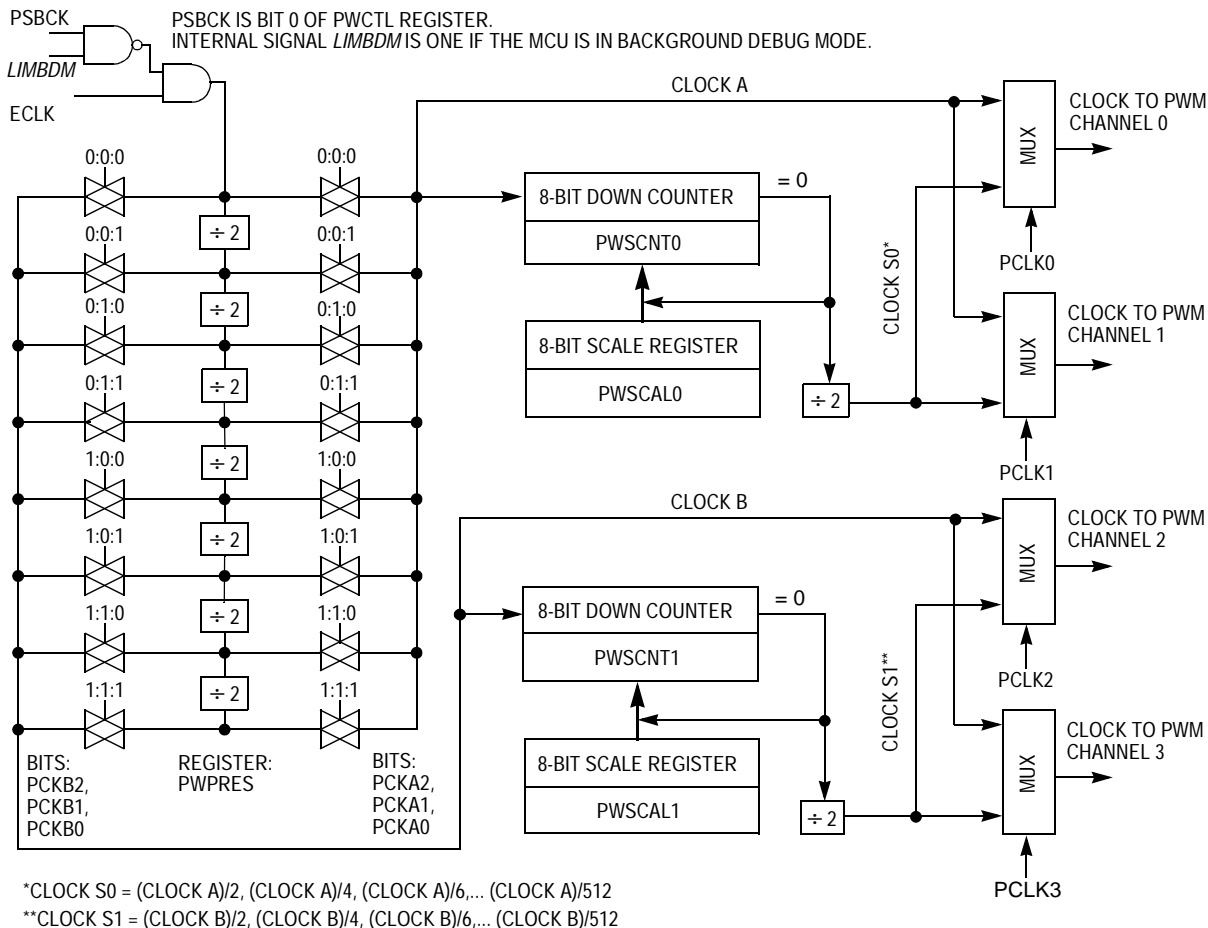 PSBCK
PSBCK IS BIT 0 OF PWCTL REGISTER.
INTERNAL SIGNAL LIMBDM IS ONE IF THE MCU IS IN BACKGROUND DEBUG MODE.
LIMBDM
ECLK
CLOCK A
CLOCK TO PWM
CHANNEL 0
MUX
PCLK0
0:0:0
0:0:0
÷ 2
0:0:1
0:0:1
÷ 2
0:1:0
0:1:0
÷ 2
0:1:1
0:1:1
÷ 2
1:0:0
1:0:0
÷ 2
1:0:1
1:0:1
÷ 2
1:1:0
1:1:0
÷ 2
1:1:1
1:1:1
8-BIT DOWN COUNTER
= 0
PWSCNT0
8-BIT SCALE REGISTER
PWSCAL0
÷ 2
CLOCK S0*
CLOCK TO PWM
CHANNEL 1
MUX
PCLK1
CLOCK B
CLOCK TO PWM
CHANNEL 2
MUX
PCLK2
8-BIT DOWN COUNTER
= 0
PWSCNT1
8-BIT SCALE REGISTER
PWSCAL1
÷ 2
CLOCK S1**
CLOCK TO PWM
CHANNEL 3
MUX
PCLK3
BITS:
PCKB2,
PCKB1,
PCKB0
REGISTER:
PWPRES
BITS:
PCKA2,
PCKA1,
PCKA0
*CLOCK S0 = (CLOCK A)/2, (CLOCK A)/4, (CLOCK A)/6,... (CLOCK A)/512
**CLOCK S1 = (CLOCK B)/2, (CLOCK B)/4, (CLOCK B)/6,... (CLOCK B)/512